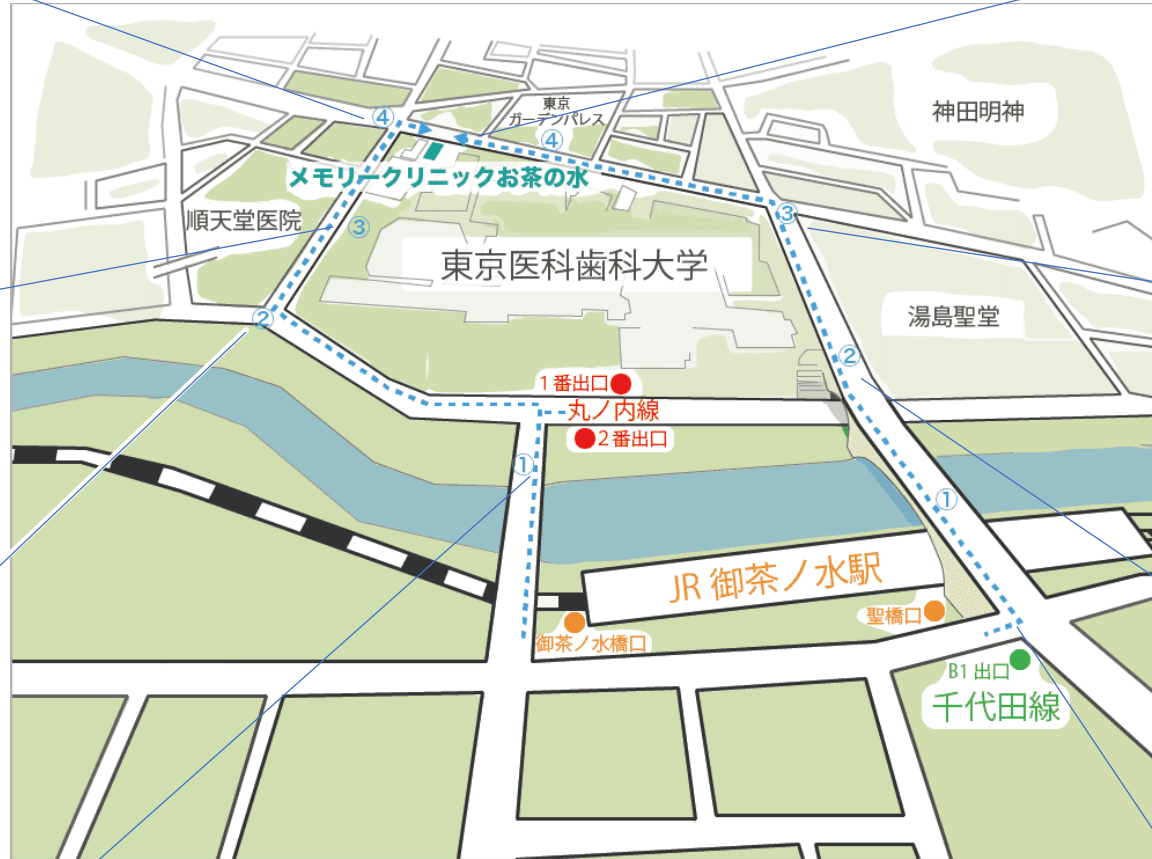 ④
東京
ガーデンパレス
④
神田明神
メモリークリニックお茶の水
順天堂医院
③
③
東京医科歯科大学
②
湯島聖堂
②
1番出口
丸ノ内線
2番出口
①
①
JR 御茶ノ水駅
聖橋口
御茶ノ水橋口
B1 出口
千代田線